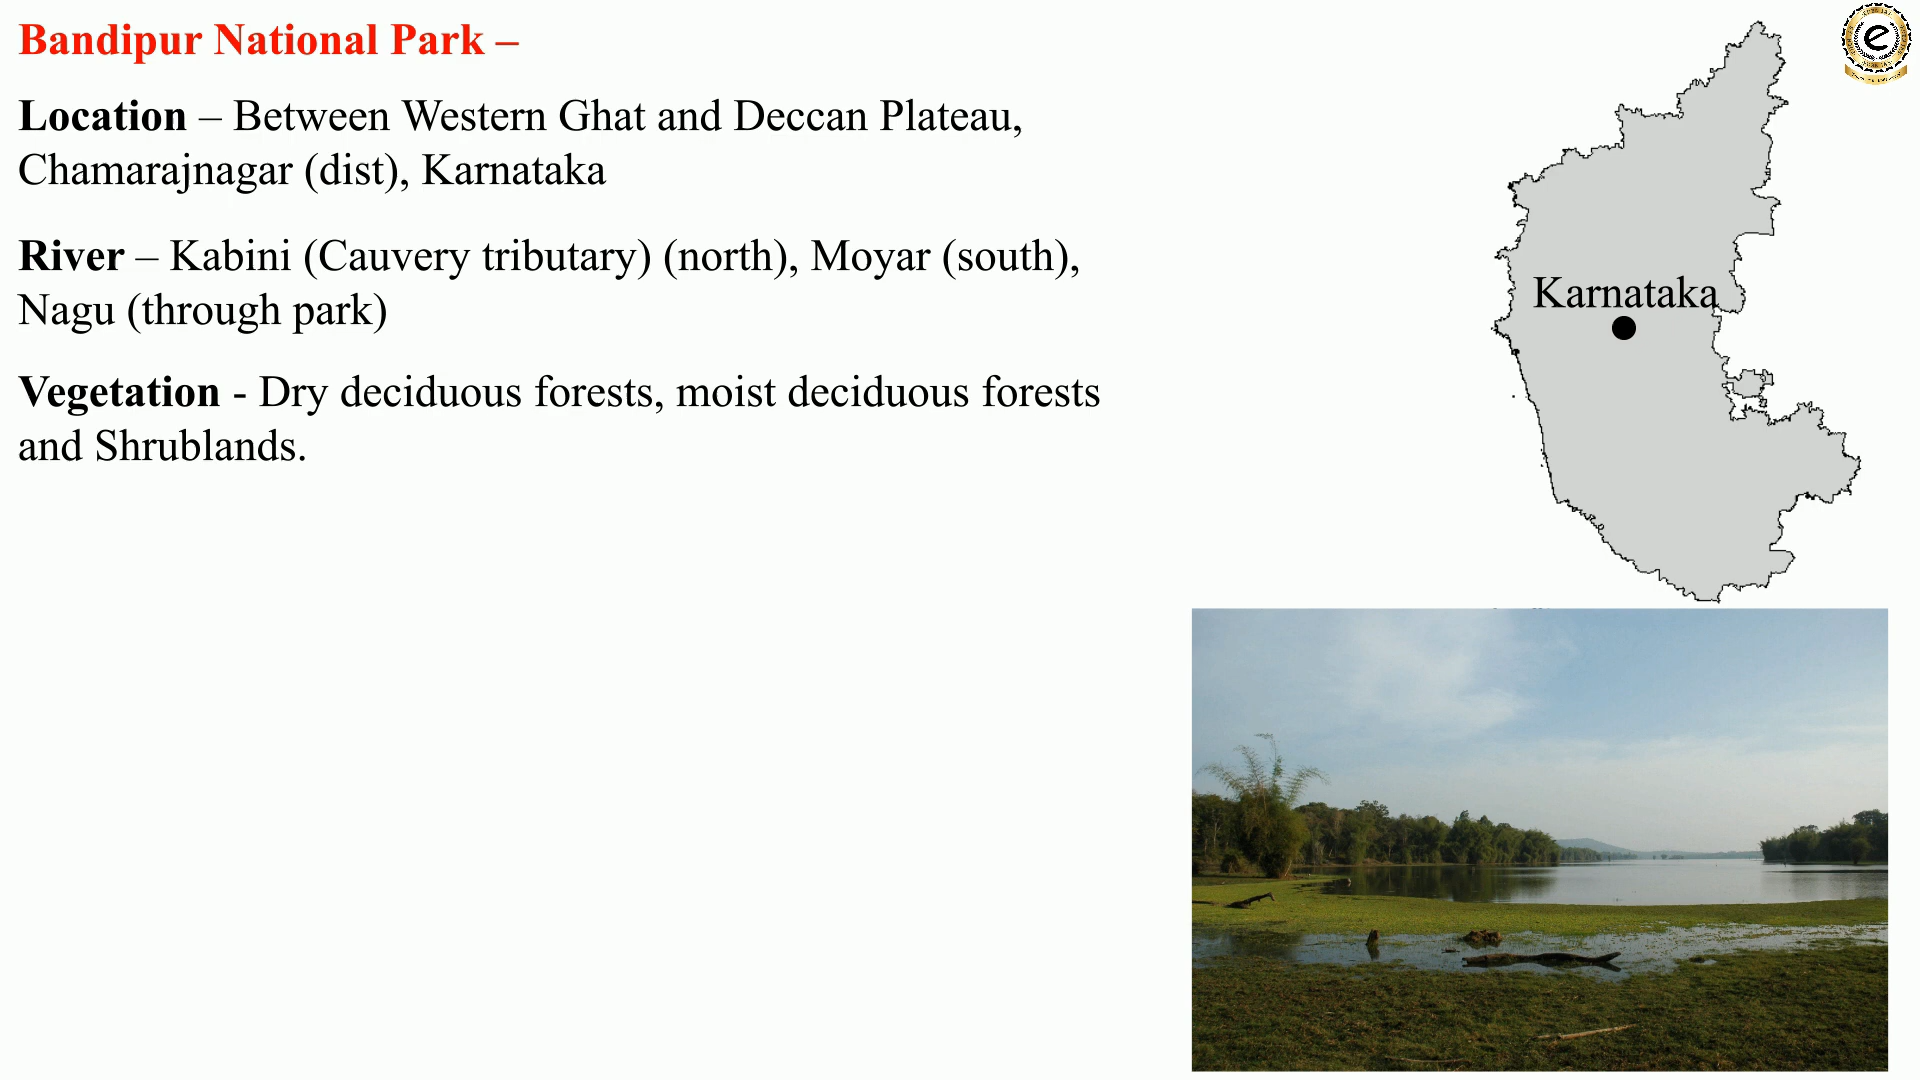 Bandipur National Park –
Location – Between Western Ghat and Deccan Plateau,
Chamarajnagar (dist), Karnataka
River – Kabini (Cauvery tributary) (north), Moyar (south),
Nagu (through park)
Vegetation - Dry deciduous forests, moist deciduous forests
and Shrublands.
Karnataka
e